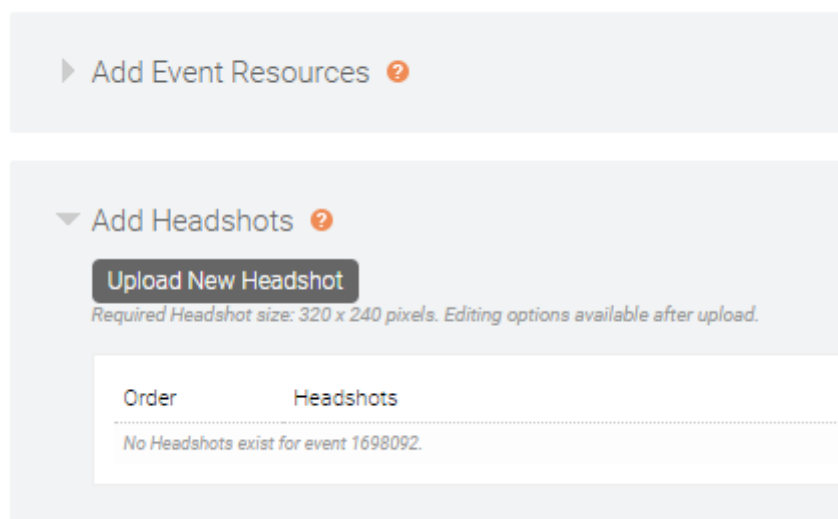 Add Event Resources ?
Add Headshots ?
Upload New Headshot
Required Headshot size: 320 x 240 pixels. Editing options available after upload.
Order Headshots
No Headshots exist for event 1698092.